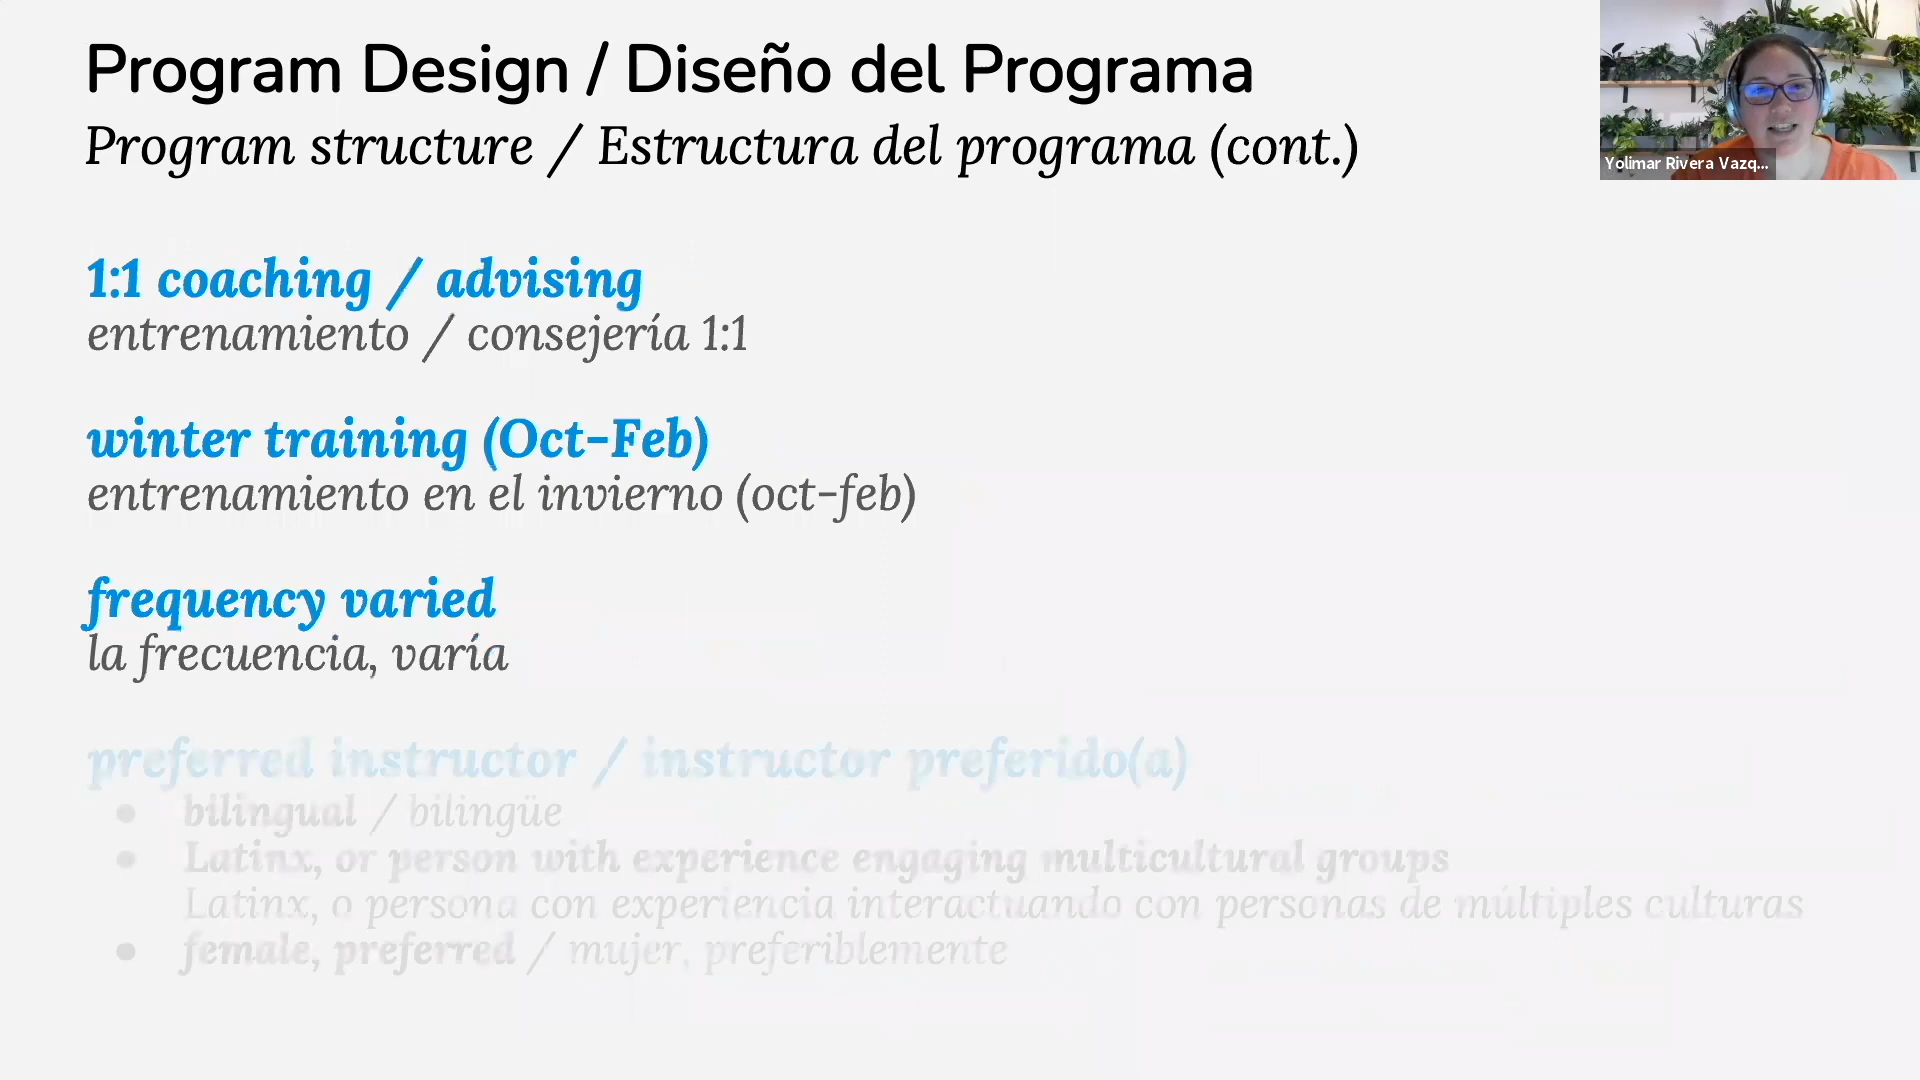 Program Design / Diseño del Programa
Program structure / Estructura del programa (cont.)
Yolimar Rivera Vazq...
1:1 coaching / advising
entrenamiento / consejería 1:1
winter training (Oct-Feb)
entrenamiento en el invierno (oct-feb)
frequency varied
la frecuencia, varía
preferred instructor / instructor preferido(a)
● bilingual / bilingüe
● Latinx, or person with experience engaging multicultural groups
Latinx, o persona con experiencia interactuando con personas de múltiples culturas
● female, preferred / mujer, preferiblemente